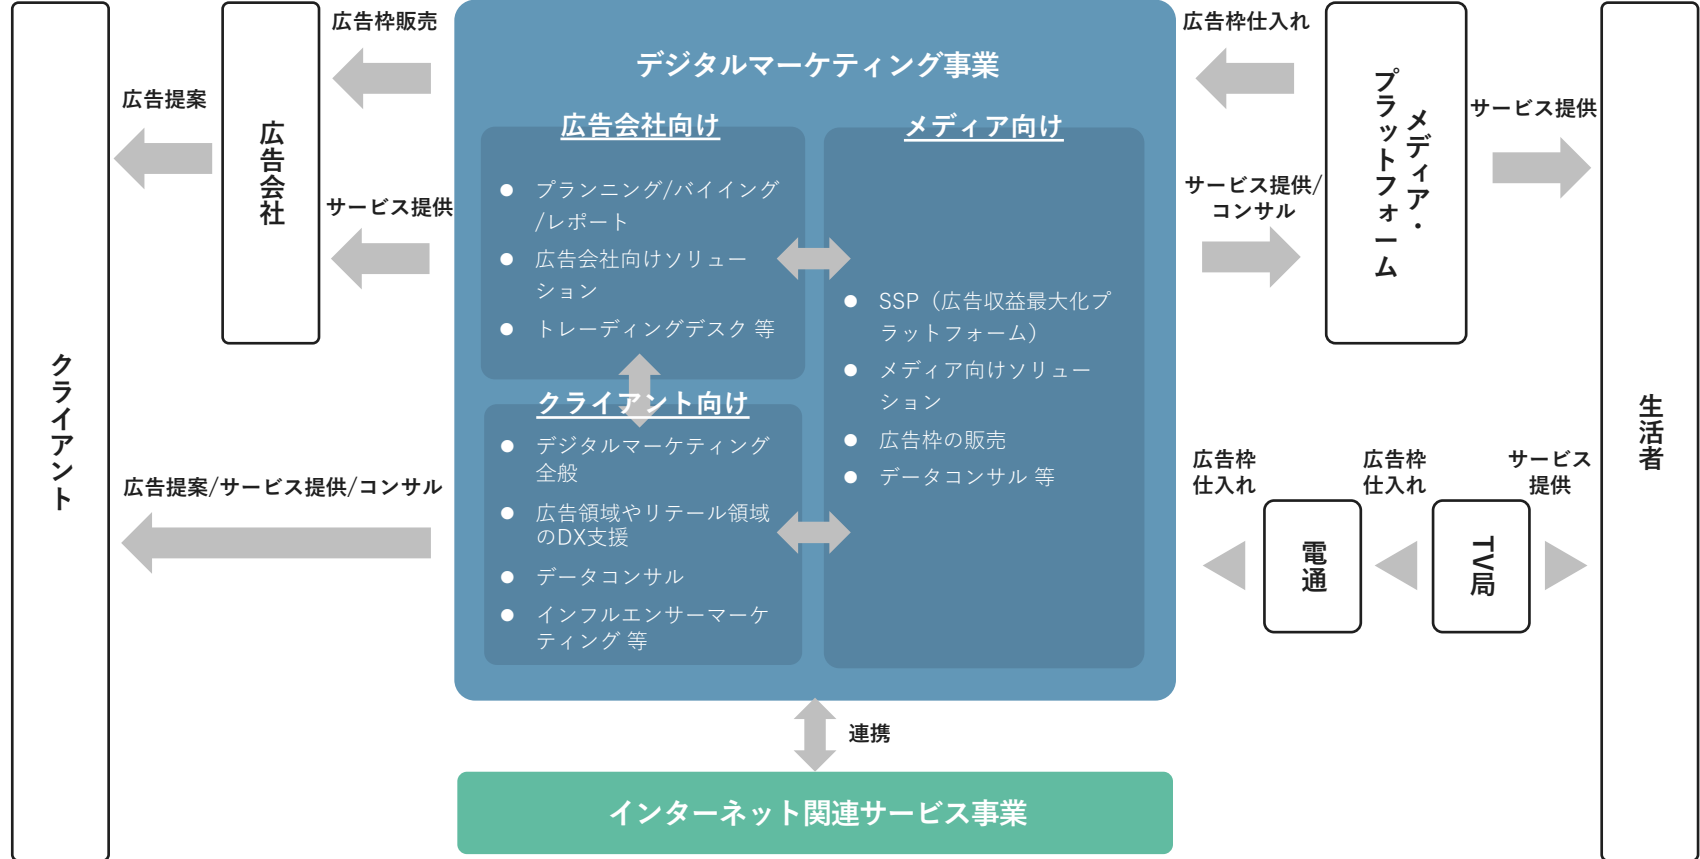 クライアント
広告提案
広告会社
広告枠販売
サービス提供
広告提案/サービス提供/コンサル
デジタルマーケティング事業
広告会社向け
プランニング/バイイング
/レポート
広告会社向けソリュー
ション
トレーディングデスク 等
クライアント向け
デジタルマーケティング
全般
広告領域やリテール領域
のDX支援
データコンサル
インフルエンサーマーケ
ティング 等
メディア向け
SSP（広告収益最大化プ
ラットフォーム）
メディア向けソリュー
ション
広告枠の販売
データコンサル 等
連携
インターネット関連サービス事業
広告枠仕入れ
サービス提供/
コンサル
メディア・
プラットフォーム
サービス提供
広告枠
仕入れ
電通
広告枠
仕入れ
TV局
サービス
提供
生活者